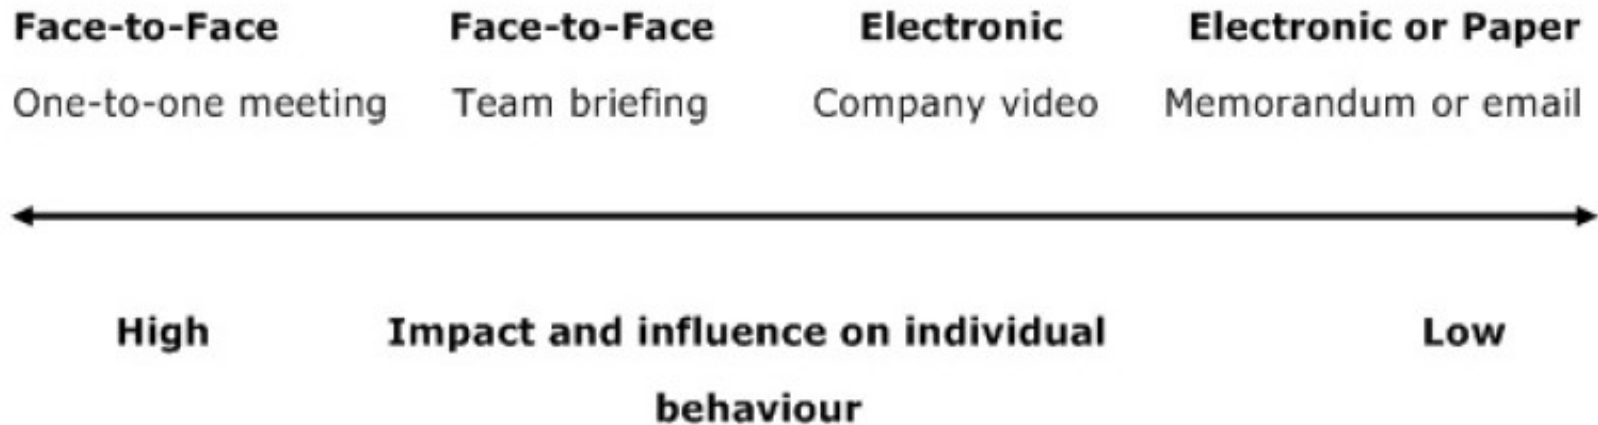 Face-to-Face Face-to-Face Electronic Electronic or Paper
One-to-one meeting Team briefing Company video Memorandum or email
High Impact and influence on individual Low
behaviour